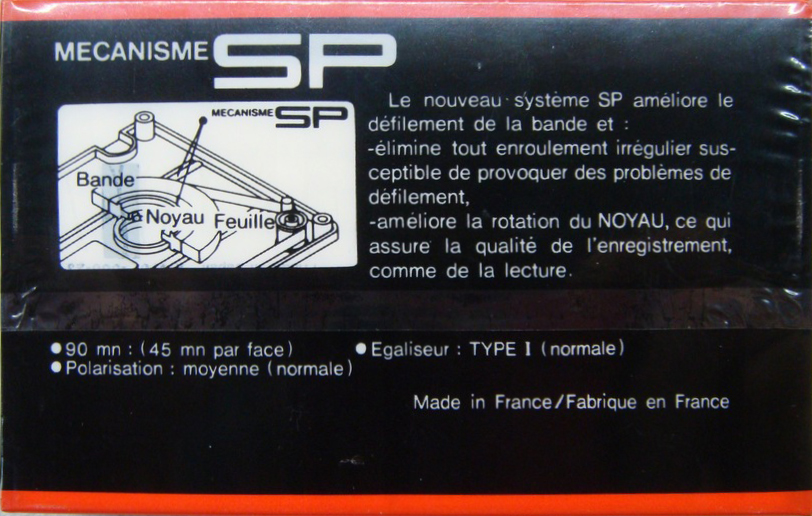 MECANISME SP
MECANISME SP
Bande
Noyau
Feuille
Le nouveau système SP améliore le
défilement de la bande et :
-élimine tout enroulement irrégulier sus-
ceptible de provoquer des problèmes de
défilement,
-améliore la rotation du NOYAU, ce qui
assure la qualité de l'enregistrement,
comme de la lecture.
●90 mn : (45 mn par face)
●Egaliseur : TYPE I (normale)
●Polarisation : moyenne (normale)
Made in France/Fabrique en France